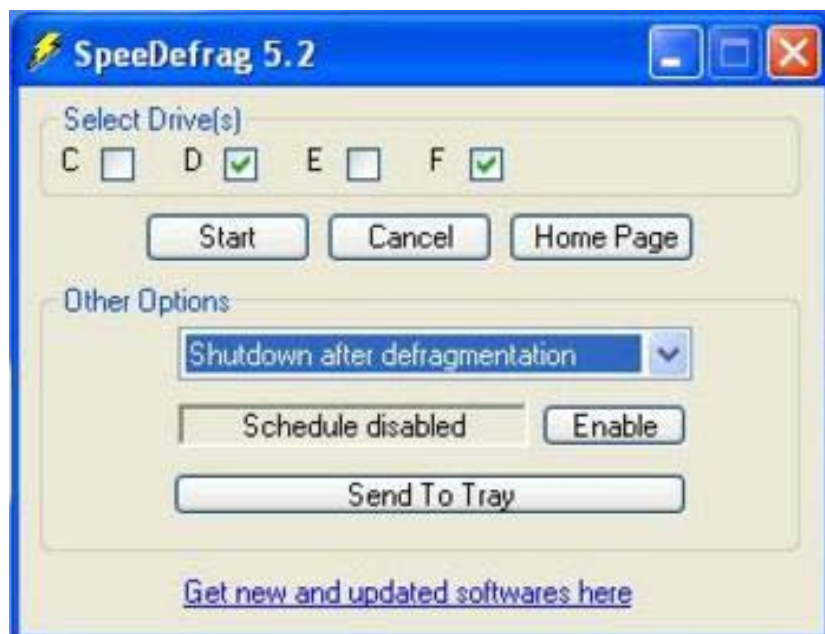 SpeeDefrag 5.2
Select Drive(s)
C D E F
Start Cancel Home Page
Other Options
Shutdown after defragmentation
Schedule disabled Enable
Send To Tray
Get new and updated softwares here